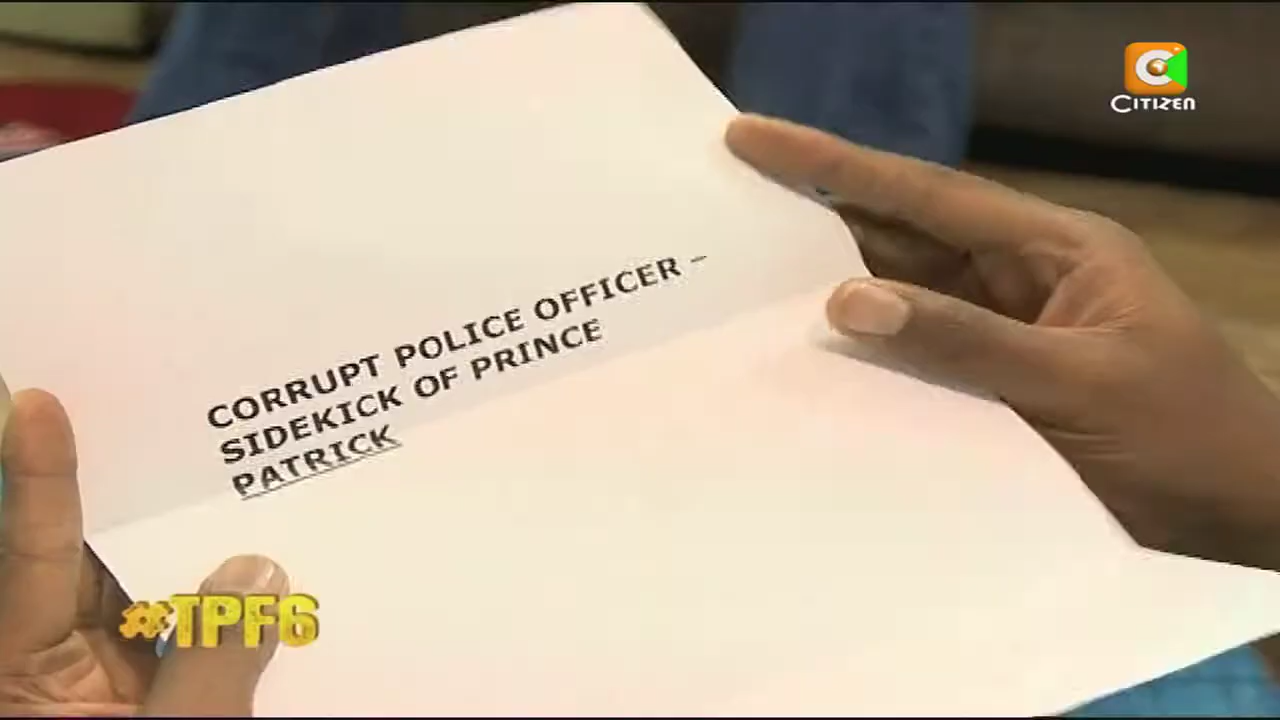 CITIZEN
CORRUPT POLICE OFFICER –
SIDEKICK OF PRINCE
PATRICK
#TPF6